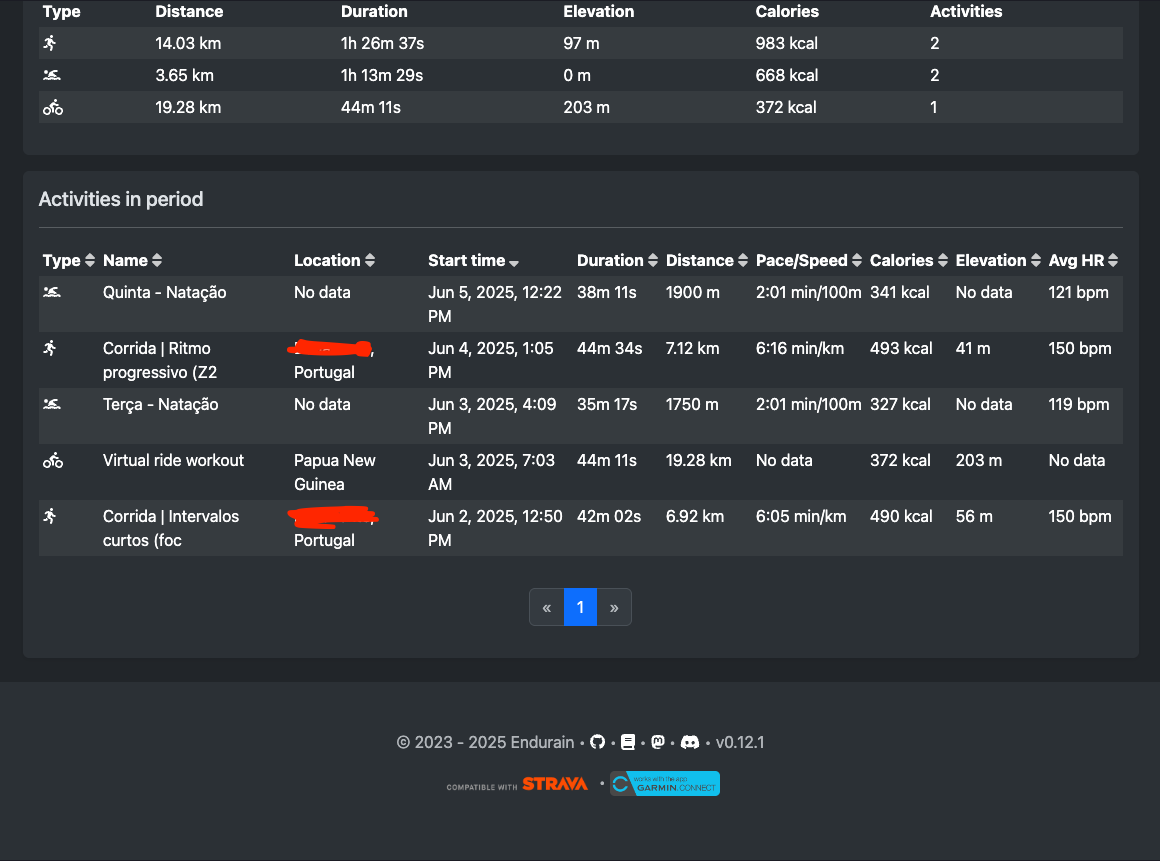 Type Distance Duration Elevation Calories Activities
14.03 km 1h 26m 37s 97 m 983 kcal 2
3.65 km 1h 13m 29s 0 m 668 kcal 2
19.28 km 44m 11s 203 m 372 kcal 1
Activities in period
Type Name Location Start time Duration Distance Pace/Speed Calories Elevation Avg HR
Quinta - Natação No data Jun 5, 2025, 12:22 38m 11s 1900 m 2:01 min/100m 341 kcal No data 121 bpm
PM
Corrida | Ritmo , Jun 4, 2025, 1:05 44m 34s 7.12 km 6:16 min/km 493 kcal 41 m 150 bpm
progressivo (Z2 Portugal PM
Terça - Natação No data Jun 3, 2025, 4:09 35m 17s 1750 m 2:01 min/100m 327 kcal No data 119 bpm
PM
Virtual ride workout Papua New Jun 3, 2025, 7:03 44m 11s 19.28 km No data 372 kcal 203 m No data
Guinea AM
Corrida | Intervalos , Jun 2, 2025, 12:50 42m 02s 6.92 km 6:05 min/km 490 kcal 56 m 150 bpm
curtos (foc Portugal PM
« 1 »
© 2023 - 2025 Endurain • • • • • v0.12.1
COMPATIBLE WITH STRAVA • works with the app
GARMIN.CONNECT